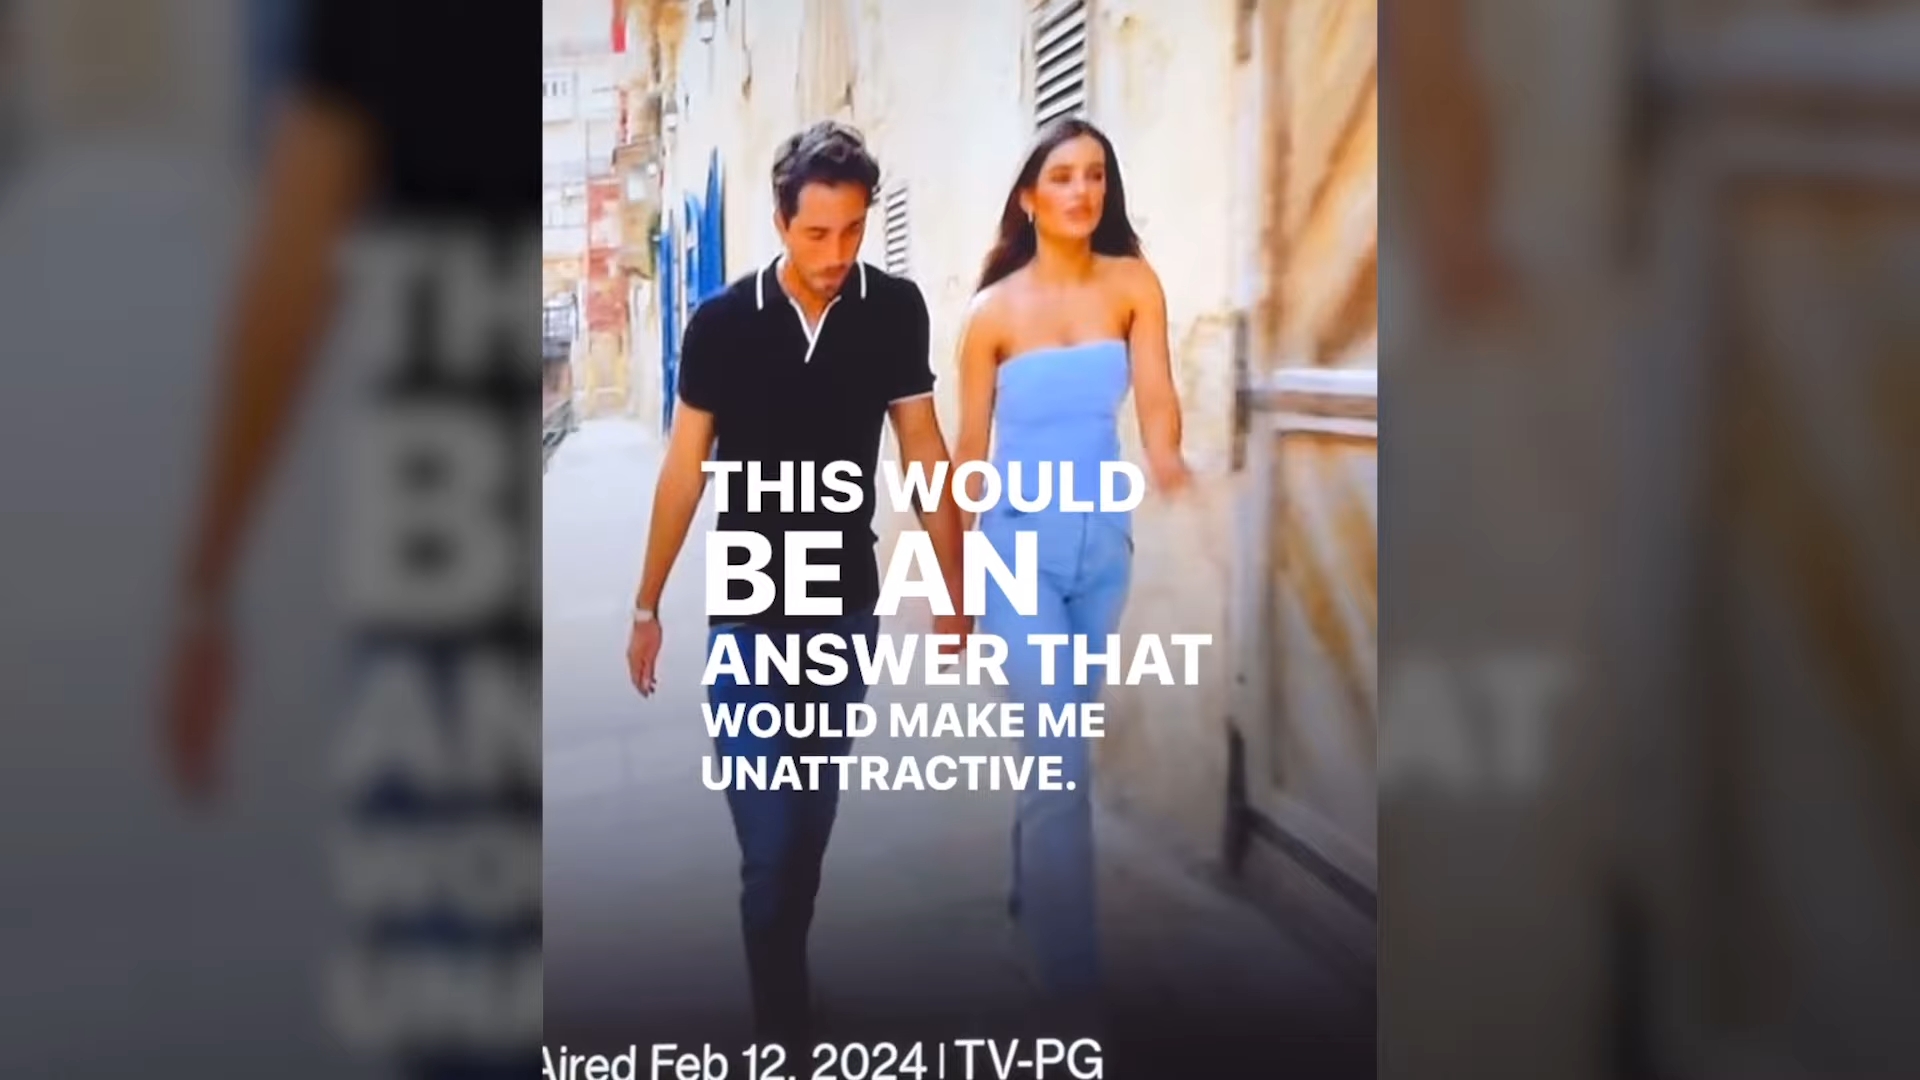 THIS WOULD
BE AN
ANSWER THAT
WOULD MAKE ME
UNATTRACTIVE.
Aired Feb 12, 2024 | TV-PG